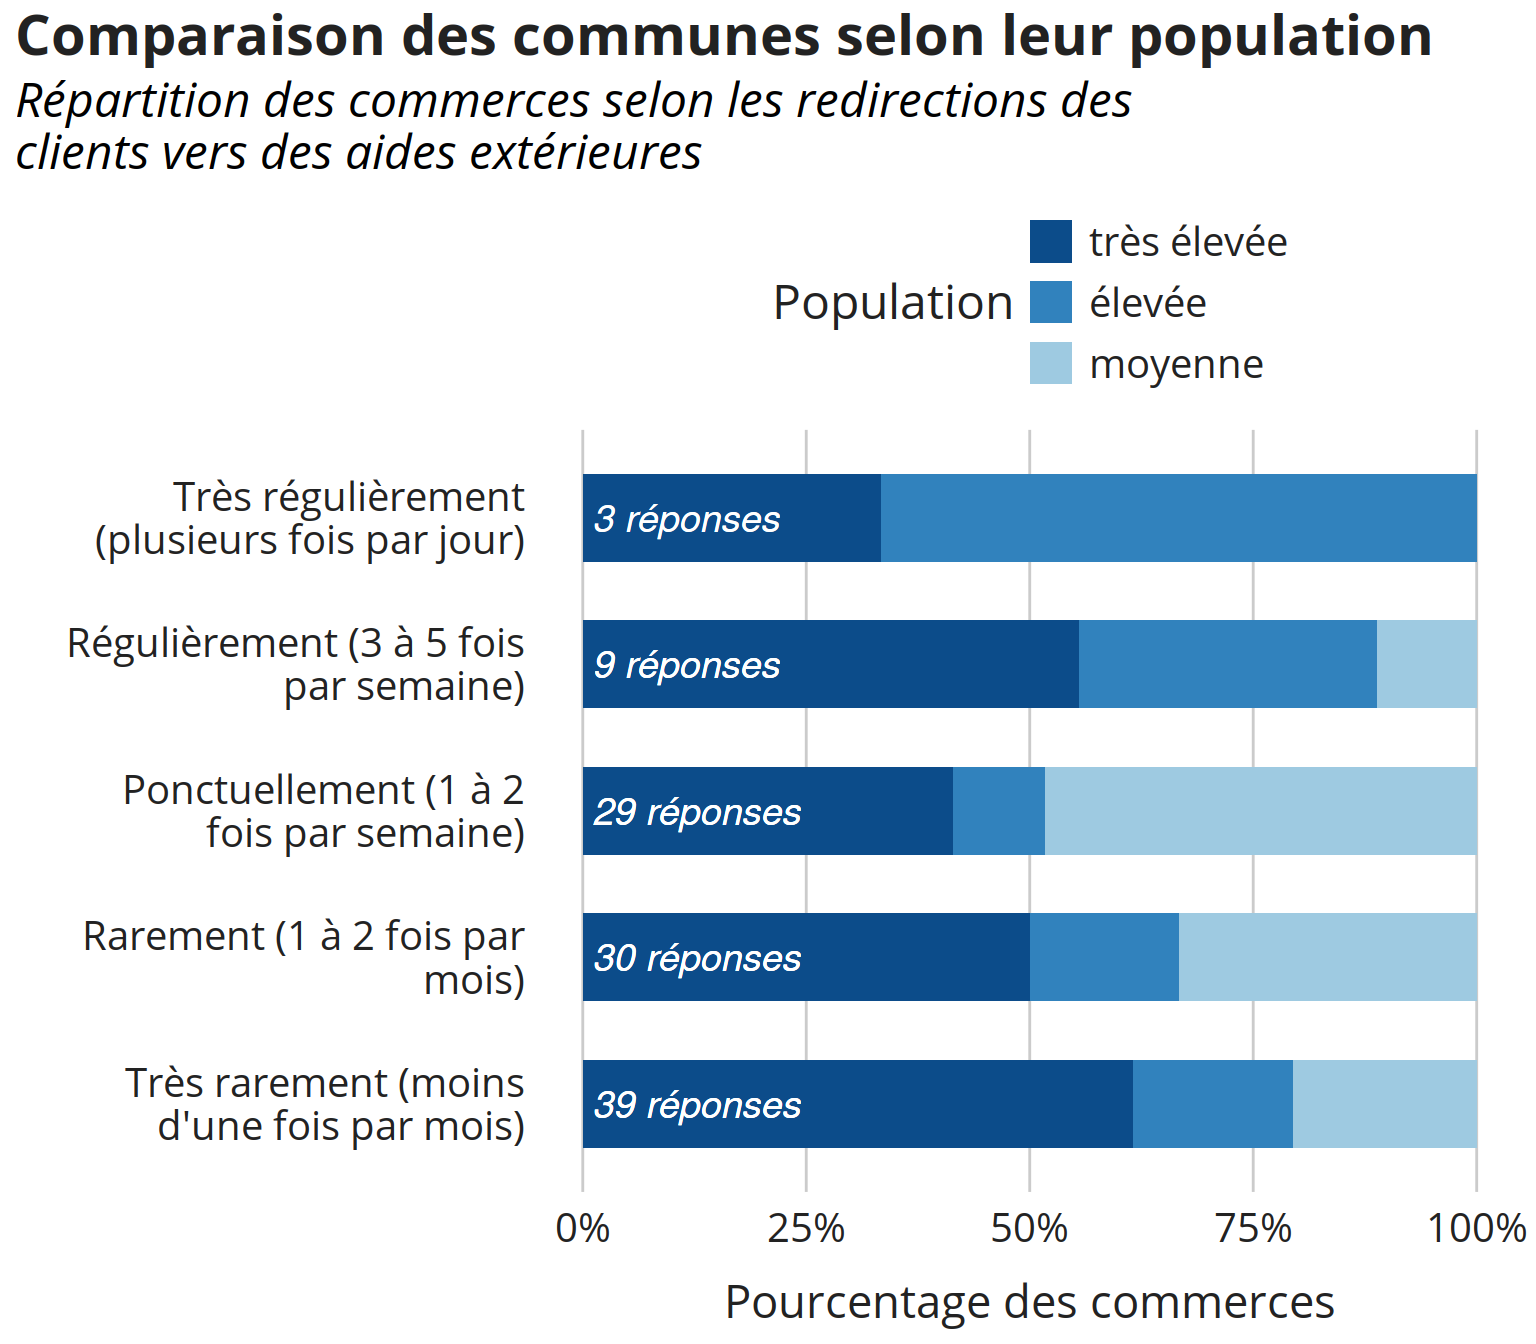 Comparaison des communes selon leur population
Répartition des commerces selon les redirections des
clients vers des aides extérieures
Population
très élevée
élevée
moyenne
Très régulièrement
(plusieurs fois par jour)
3 réponses
Régulièrement (3 à 5 fois
par semaine)
9 réponses
Ponctuellement (1 à 2
fois par semaine)
29 réponses
Rarement (1 à 2 fois par
mois)
30 réponses
Très rarement (moins
d'une fois par mois)
39 réponses
0% 25% 50% 75% 100%
Pourcentage des commerces